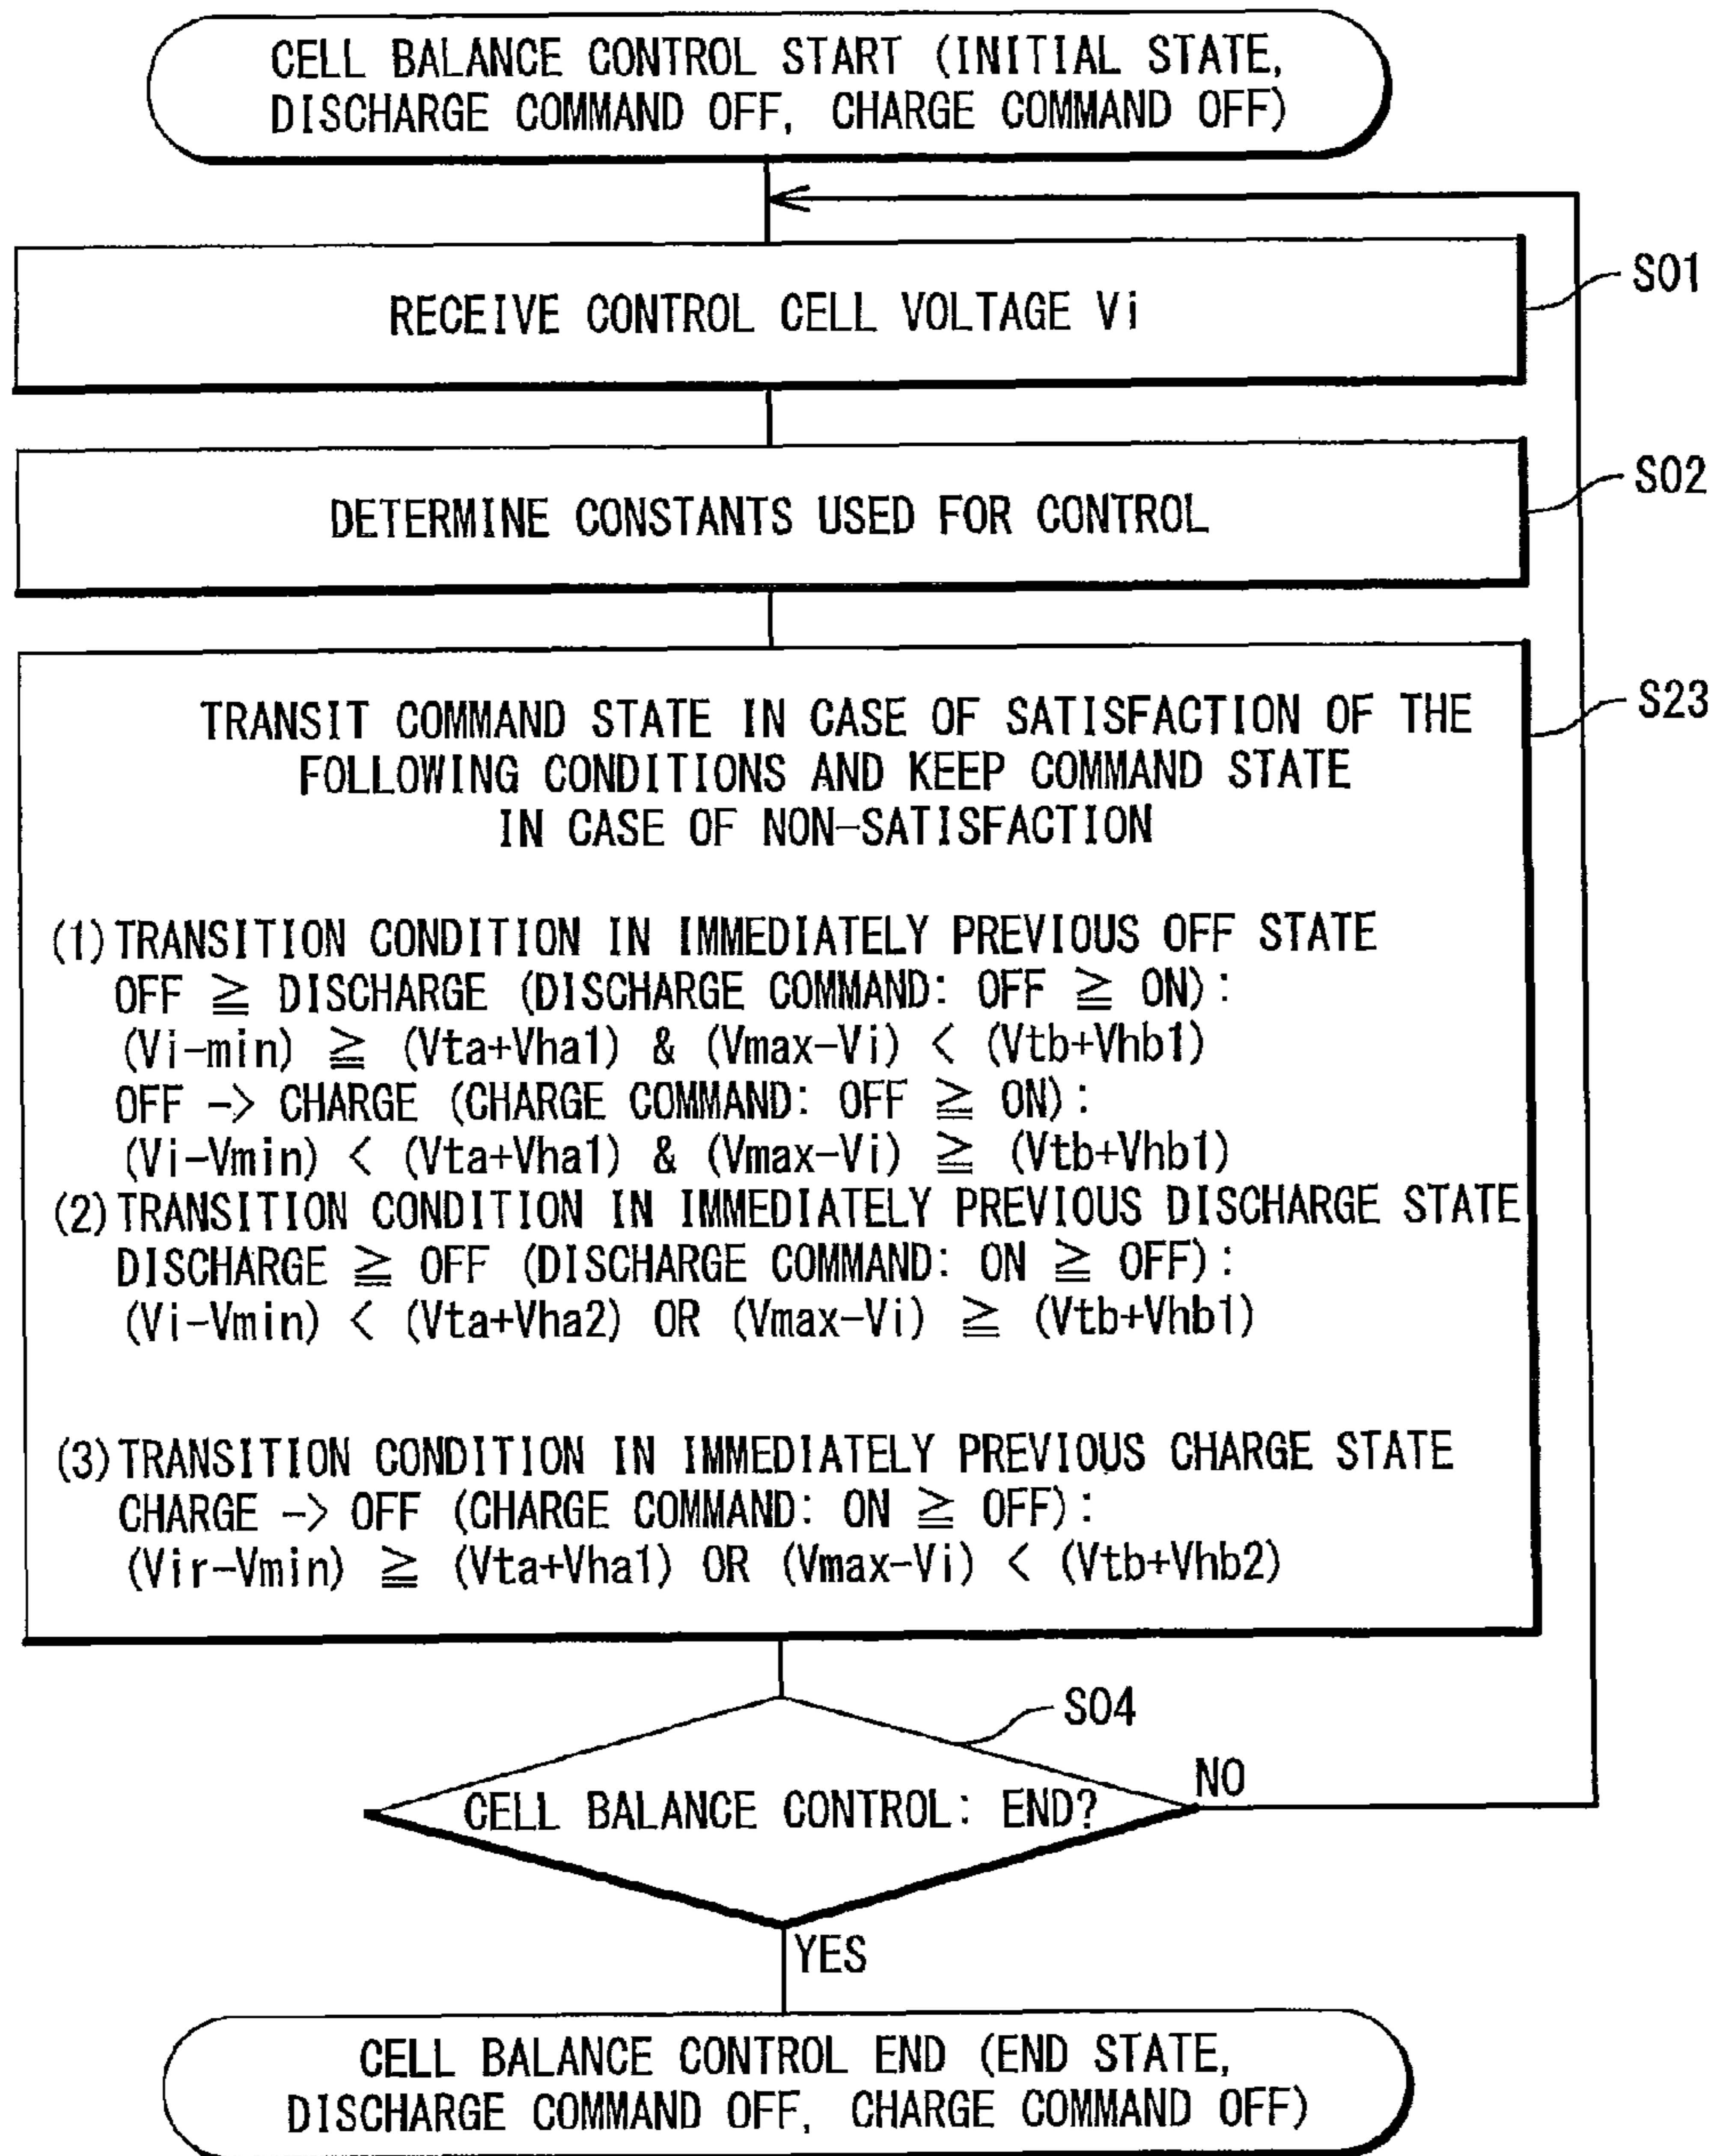 CELL BALANCE CONTROL START (INITIAL STATE,
DISCHARGE COMMAND OFF, CHARGE COMMAND OFF)
RECEIVE CONTROL CELL VOLTAGE Vi
S01
DETERMINE CONSTANTS USED FOR CONTROL
S02
TRANSIT COMMAND STATE IN CASE OF SATISFACTION OF THE
FOLLOWING CONDITIONS AND KEEP COMMAND STATE
IN CASE OF NON-SATISFACTION
S23
(1) TRANSITION CONDITION IN IMMEDIATELY PREVIOUS OFF STATE
OFF ≧ DISCHARGE (DISCHARGE COMMAND: OFF ≧ ON):
(Vi-min) ≧ (Vta+Vha1) & (Vmax-Vi) < (Vtb+Vhb1)
OFF -> CHARGE (CHARGE COMMAND: OFF ≧ ON):
(Vi-Vmin) < (Vta+Vha1) & (Vmax-Vi) ≧ (Vtb+Vhb1)
(2) TRANSITION CONDITION IN IMMEDIATELY PREVIOUS DISCHARGE STATE
DISCHARGE ≧ OFF (DISCHARGE COMMAND: ON ≧ OFF):
(Vi-Vmin) < (Vta+Vha2) OR (Vmax-Vi) ≧ (Vtb+Vhb1)
(3) TRANSITION CONDITION IN IMMEDIATELY PREVIOUS CHARGE STATE
CHARGE -> OFF (CHARGE COMMAND: ON ≧ OFF):
(Vir-Vmin) ≧ (Vta+Vha1) OR (Vmax-Vi) < (Vtb+Vhb2)
S04
CELL BALANCE CONTROL: END?
NO
YES
CELL BALANCE CONTROL END (END STATE,
DISCHARGE COMMAND OFF, CHARGE COMMAND OFF)